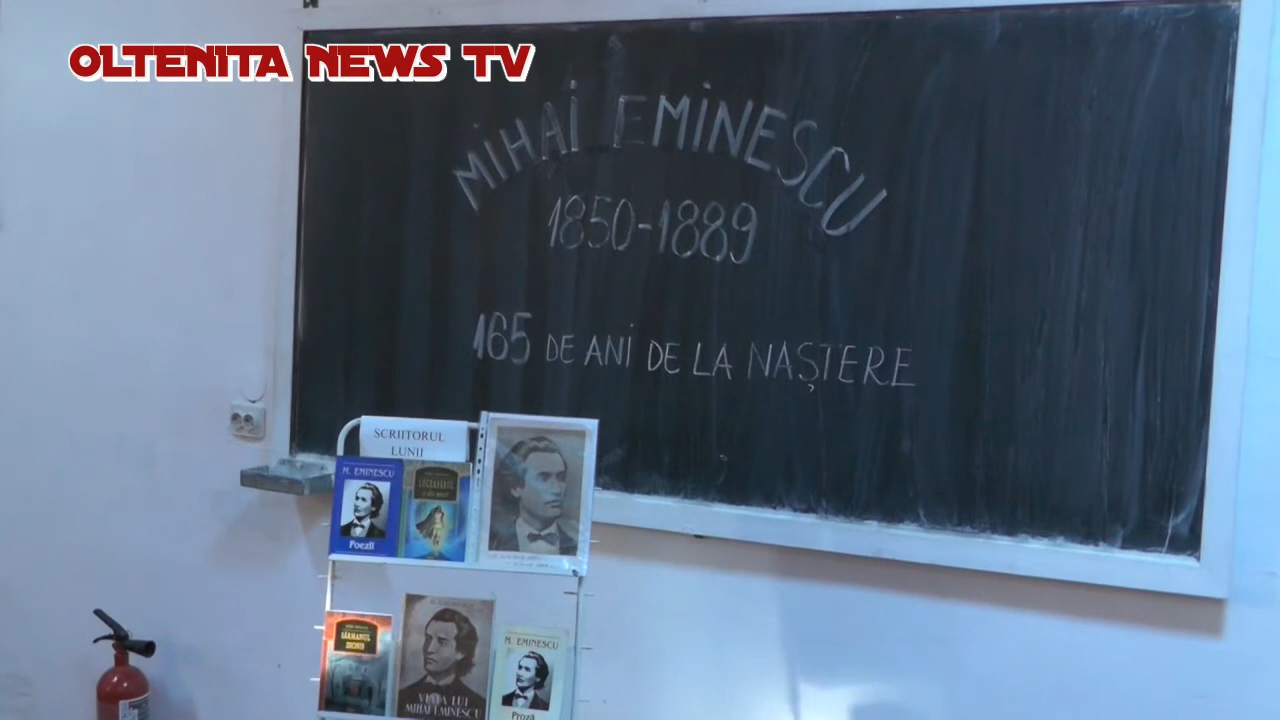 OLTENITA NEWS TV
MIHAI EMINESCU
1850-1889
165 DE ANI DE LA NAȘTERE
SCRIITORUL
LUNII
M. EMINESCU
Poezii
LUCEAFĂRUL
SĂRMANUL
DIONIS
VIAȚA LUI
MIHAI EMINESCU
M. EMINESCU
Proză